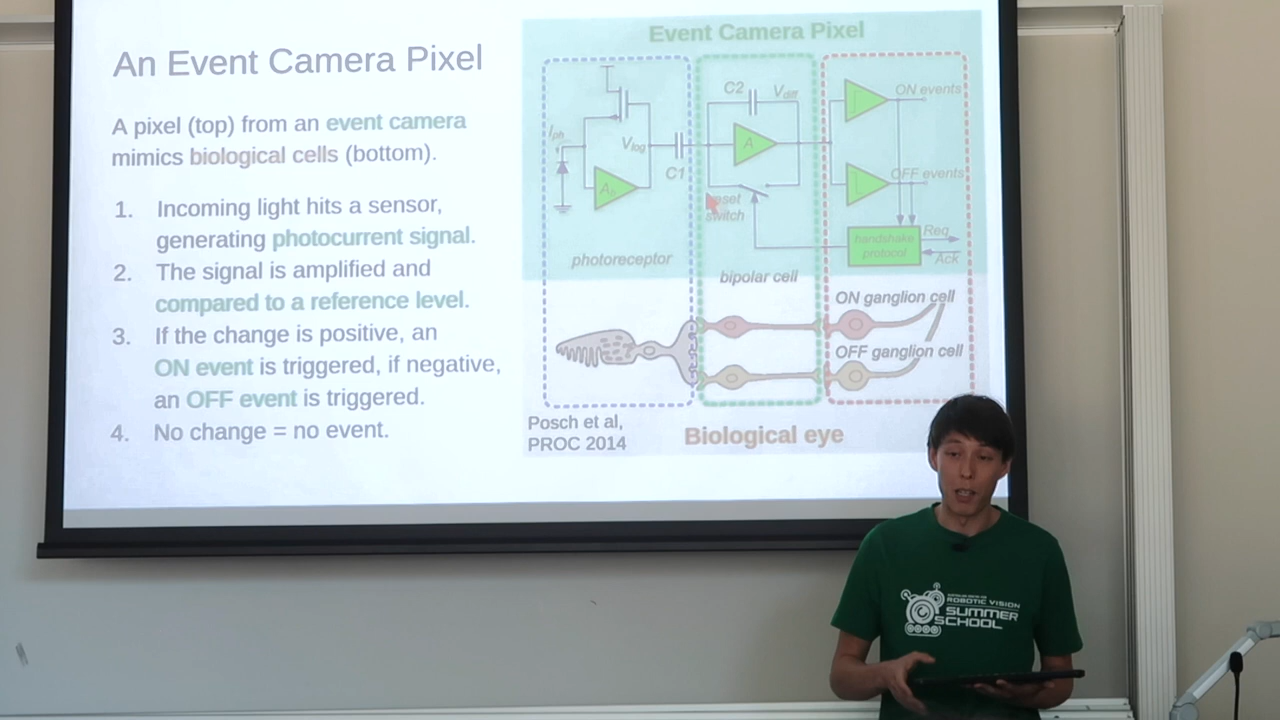 An Event Camera Pixel
A pixel (top) from an event camera
mimics biological cells (bottom).
1. Incoming light hits a sensor,
generating photocurrent signal.
2. The signal is amplified and
compared to a reference level.
3. If the change is positive, an
ON event is triggered, if negative,
an OFF event is triggered.
4. No change = no event.
Event Camera Pixel
C2
Vdiff
ON events
Iph
Vlog
A
C1
OFF events
switch
Req
handshake
protocol
Ack
photoreceptor
bipolar cell
ON ganglion cell
OFF ganglion cell
Posch et al,
PROC 2014
Biological eye
ROBOTIC VISION
SUMMER
SCHOOL